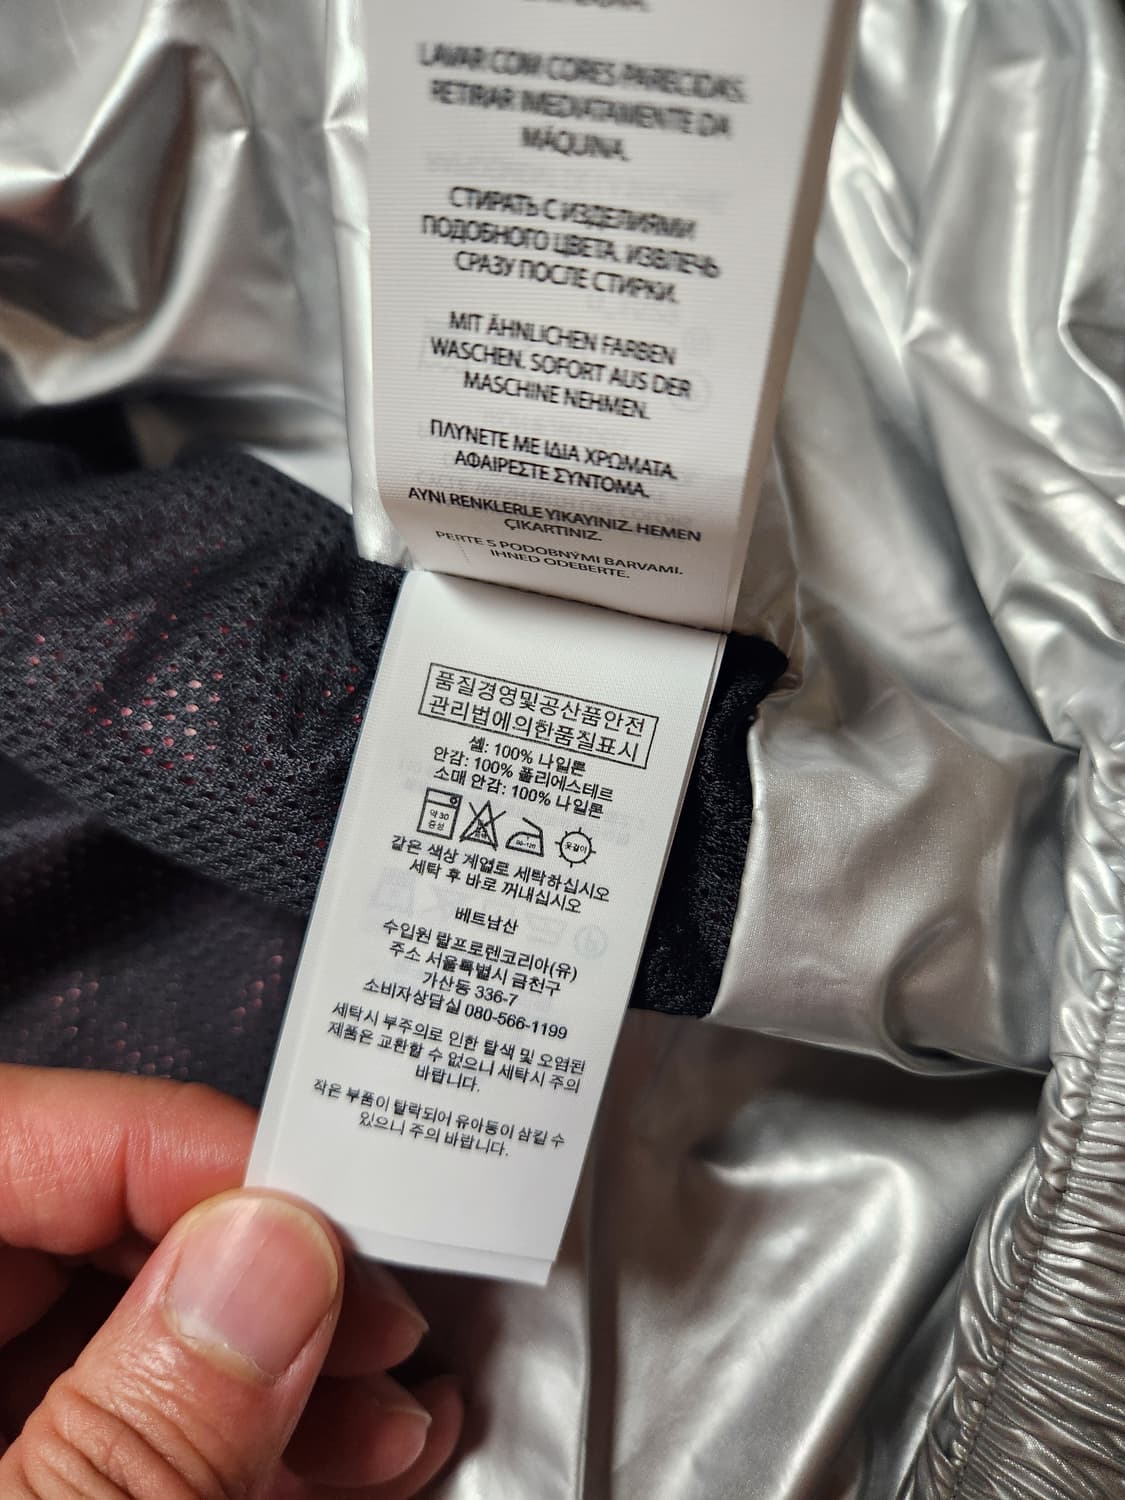 LAVAR COM CORES PARECIDAS.
RETIRAR IMEDIATAMENTE DA
MÁQUINA.
СТИРАТЬ С ИЗДЕЛИЯМИ
ПОДОБНОГО ЦВЕТА. ИЗВЛЕЧЬ
СРАЗУ ПОСЛЕ СТИРКИ.
MIT ÄHNLICHEN FARBEN
WASCHEN. SOFORT AUS DER
MASCHINE NEHMEN.
ΠΛΥΝΕΤΕ ΜΕ ΙΔΙΑ ΧΡΩΜΑΤΑ.
ΑΦΑΙΡΕΣΤΕ ΣΥΝΤΟΜΑ.
AYNI RENKLERLE YIKAYINIZ. HEMEN
ÇIKARTINIZ.
PERTE S PODOBNÝMI BARVAMI.
IHNED ODEBERTE.
품질경영및공산품안전
관리법에의한품질표시
셸: 100% 나일론
안감: 100% 폴리에스테르
소매 안감: 100% 나일론
약 30
중성
80-120
옷걸이
같은 색상 계열로 세탁하십시오
세탁 후 바로 꺼내십시오
베트남산
수입원 랄프로렌코리아(유)
주소 서울특별시 금천구
가산동 336-7
소비자상담실 080-566-1199
세탁시 부주의로 인한 탈색 및 오염된
제품은 교환할 수 없으니 세탁시 주의
바랍니다.
작은 부품이 탈락되어 유아동이 삼킬 수
있으니 주의 바랍니다.